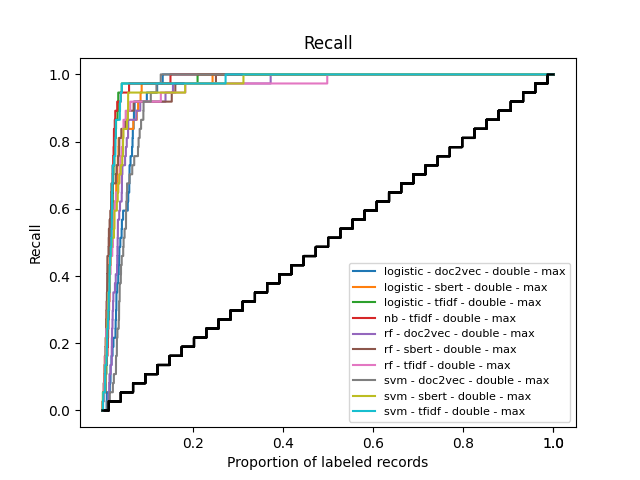 Recall
1.0
0.8
0.6
0.4
0.2
0.0
Recall
logistic - doc2vec - double - max
logistic - sbert - double - max
logistic - tfidf - double - max
nb - tfidf - double - max
rf - doc2vec - double - max
rf - sbert - double - max
rf - tfidf - double - max
svm - doc2vec - double - max
svm - sbert - double - max
svm - tfidf - double - max
0.2 0.4 0.6 0.8 1.0
Proportion of labeled records